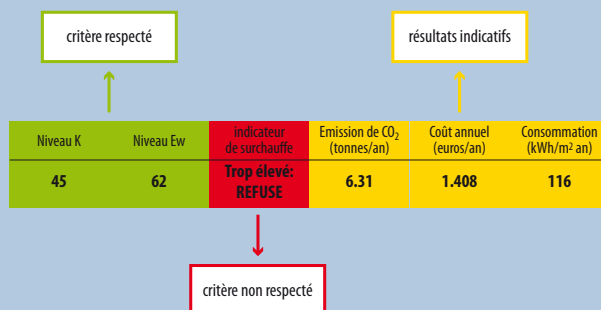 critère respecté
résultats indicatifs
Niveau K
Niveau Ew
indicateur
de surchauffe
Emission de CO₂
(tonnes/an)
Coût annuel
(euros/an)
Consommation
(kWh/m² an)
45
62
Trop élevé:
REFUSE
6.31
1.408
116
critère non respecté